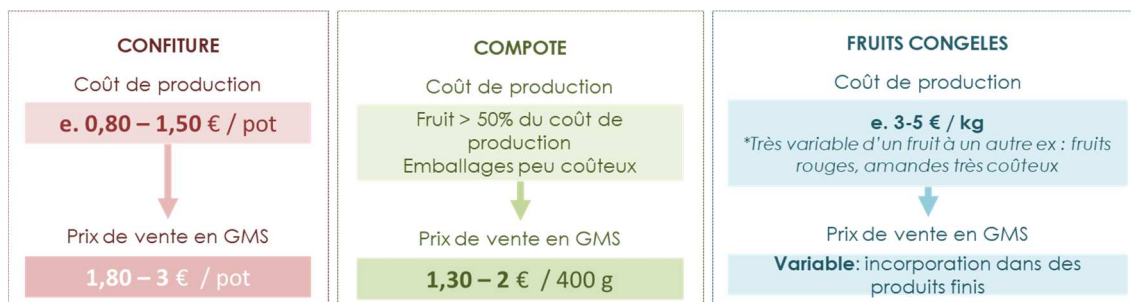 CONFITURE
Coût de production
e. 0,80 – 1,50 € / pot
Prix de vente en GMS
1,80 – 3 € / pot
COMPOTE
Coût de production
Fruit > 50% du coût de
production
Emballages peu coûteux
Prix de vente en GMS
1,30 – 2 € / 400 g
FRUITS CONGELES
Coût de production
e. 3-5 € / kg
*Très variable d'un fruit à un autre ex : fruits
rouges, amandes très coûteux
Prix de vente en GMS
Variable: incorporation dans des
produits finis